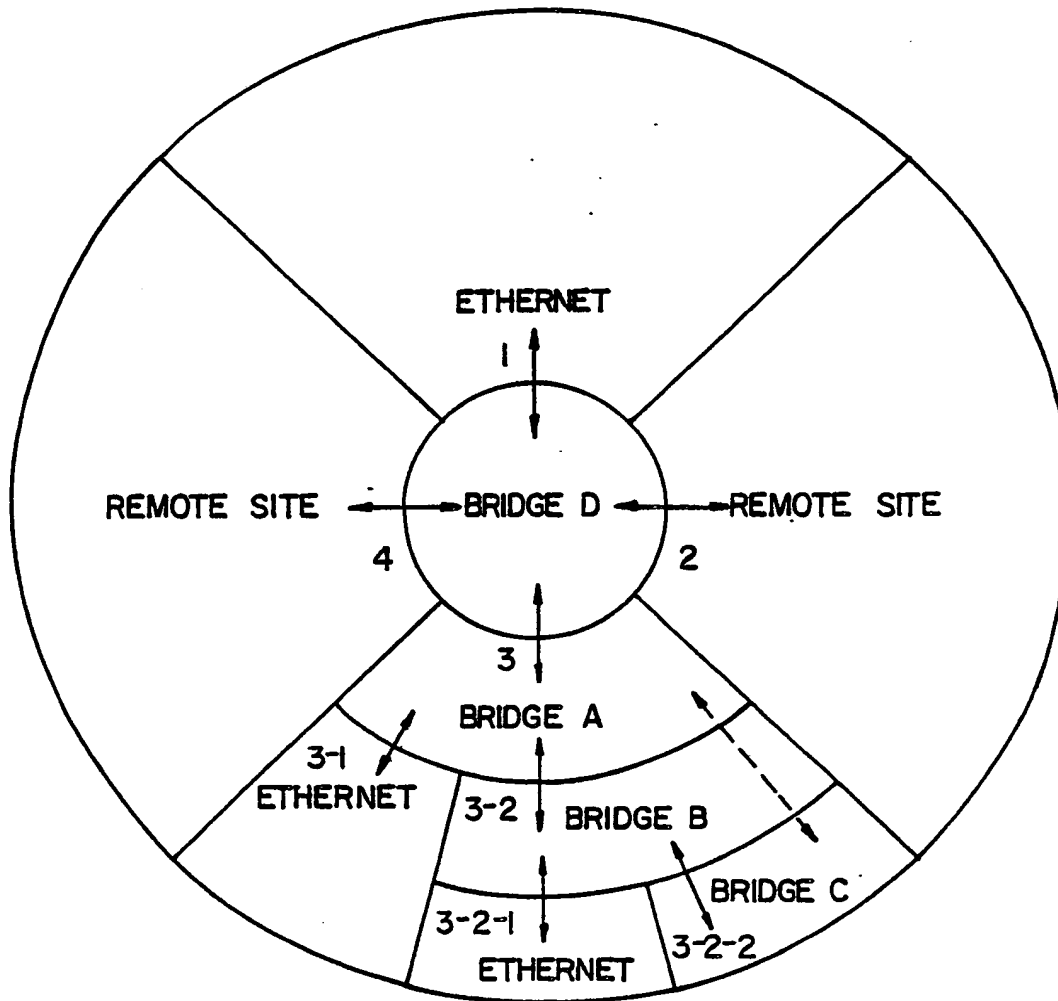 ETHERNET
1
REMOTE SITE
BRIDGE D
REMOTE SITE
4
2
3
BRIDGE A
3-1
ETHERNET
3-2
BRIDGE B
BRIDGE C
3-2-1
3-2-2
ETHERNET